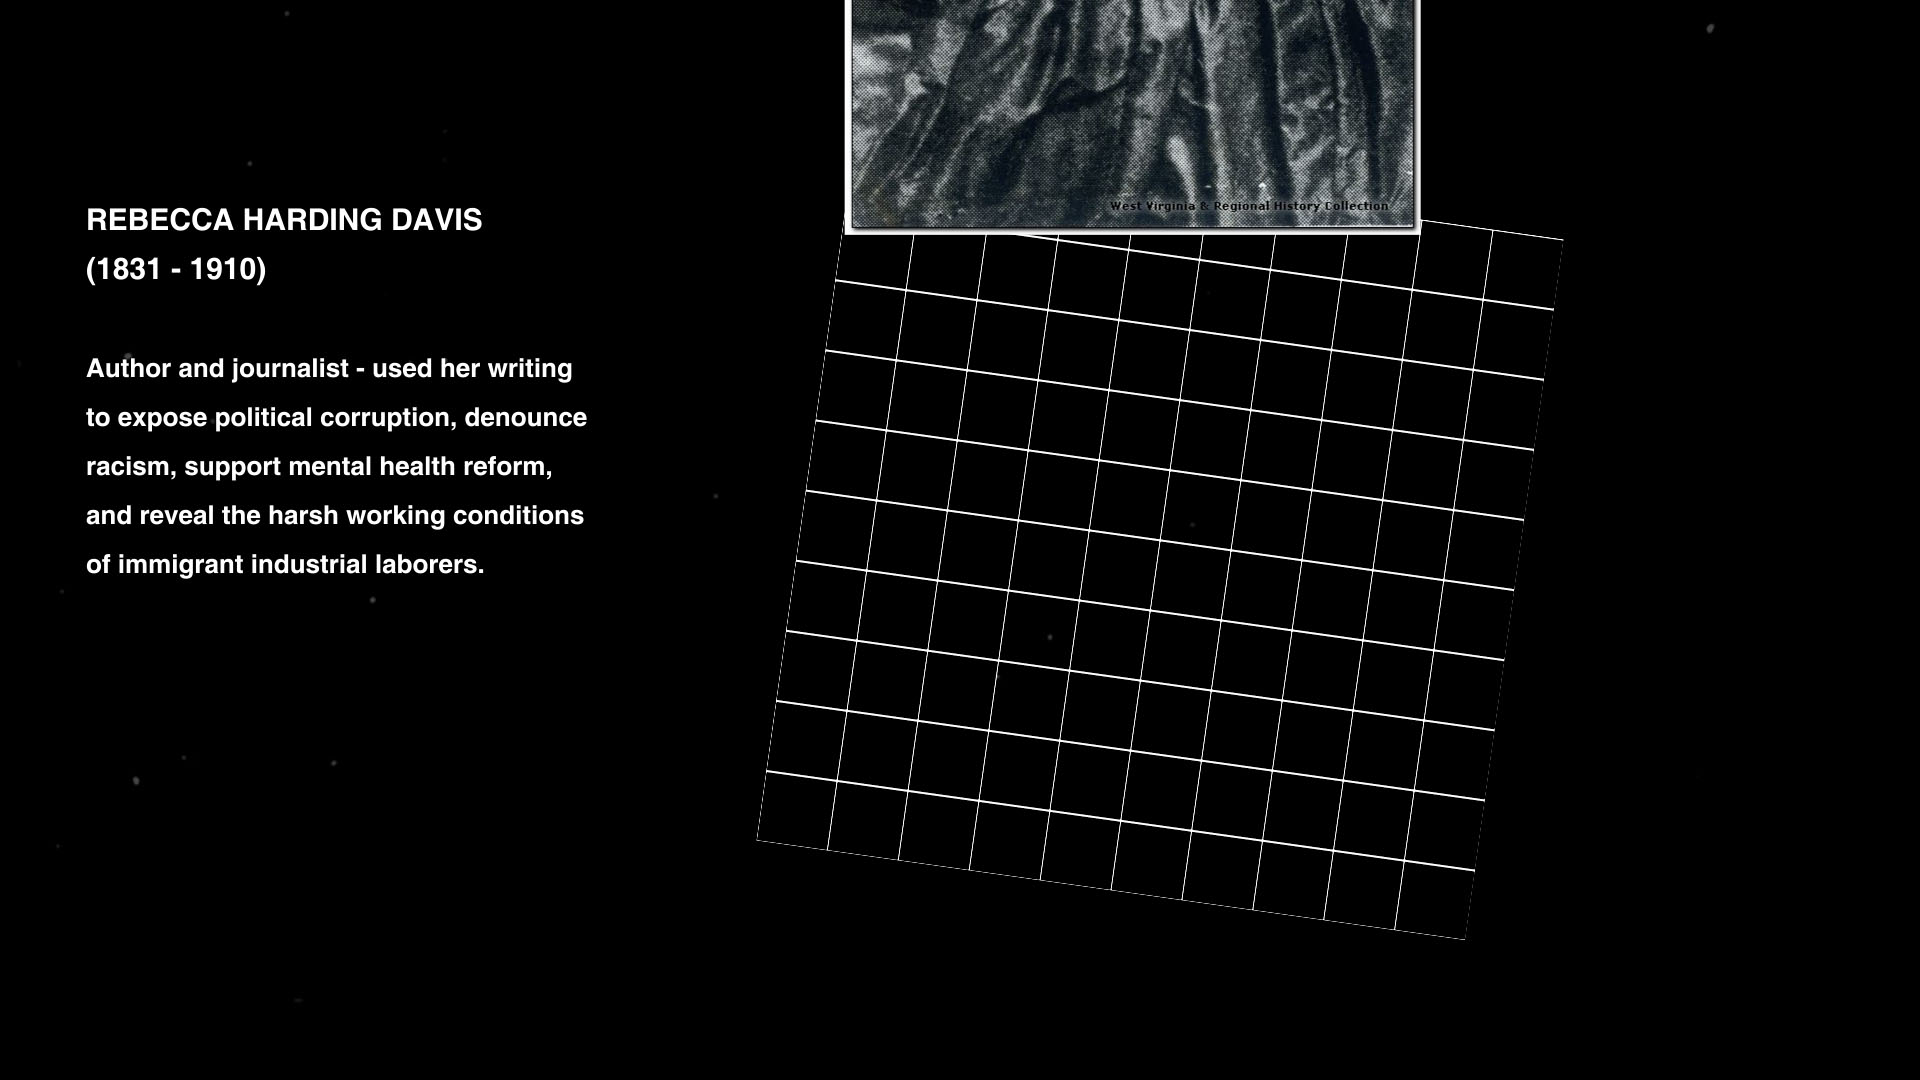 West Virginia & Regional History Collection
REBECCA HARDING DAVIS
(1831 - 1910)
Author and journalist - used her writing
to expose political corruption, denounce
racism, support mental health reform,
and reveal the harsh working conditions
of immigrant industrial laborers.